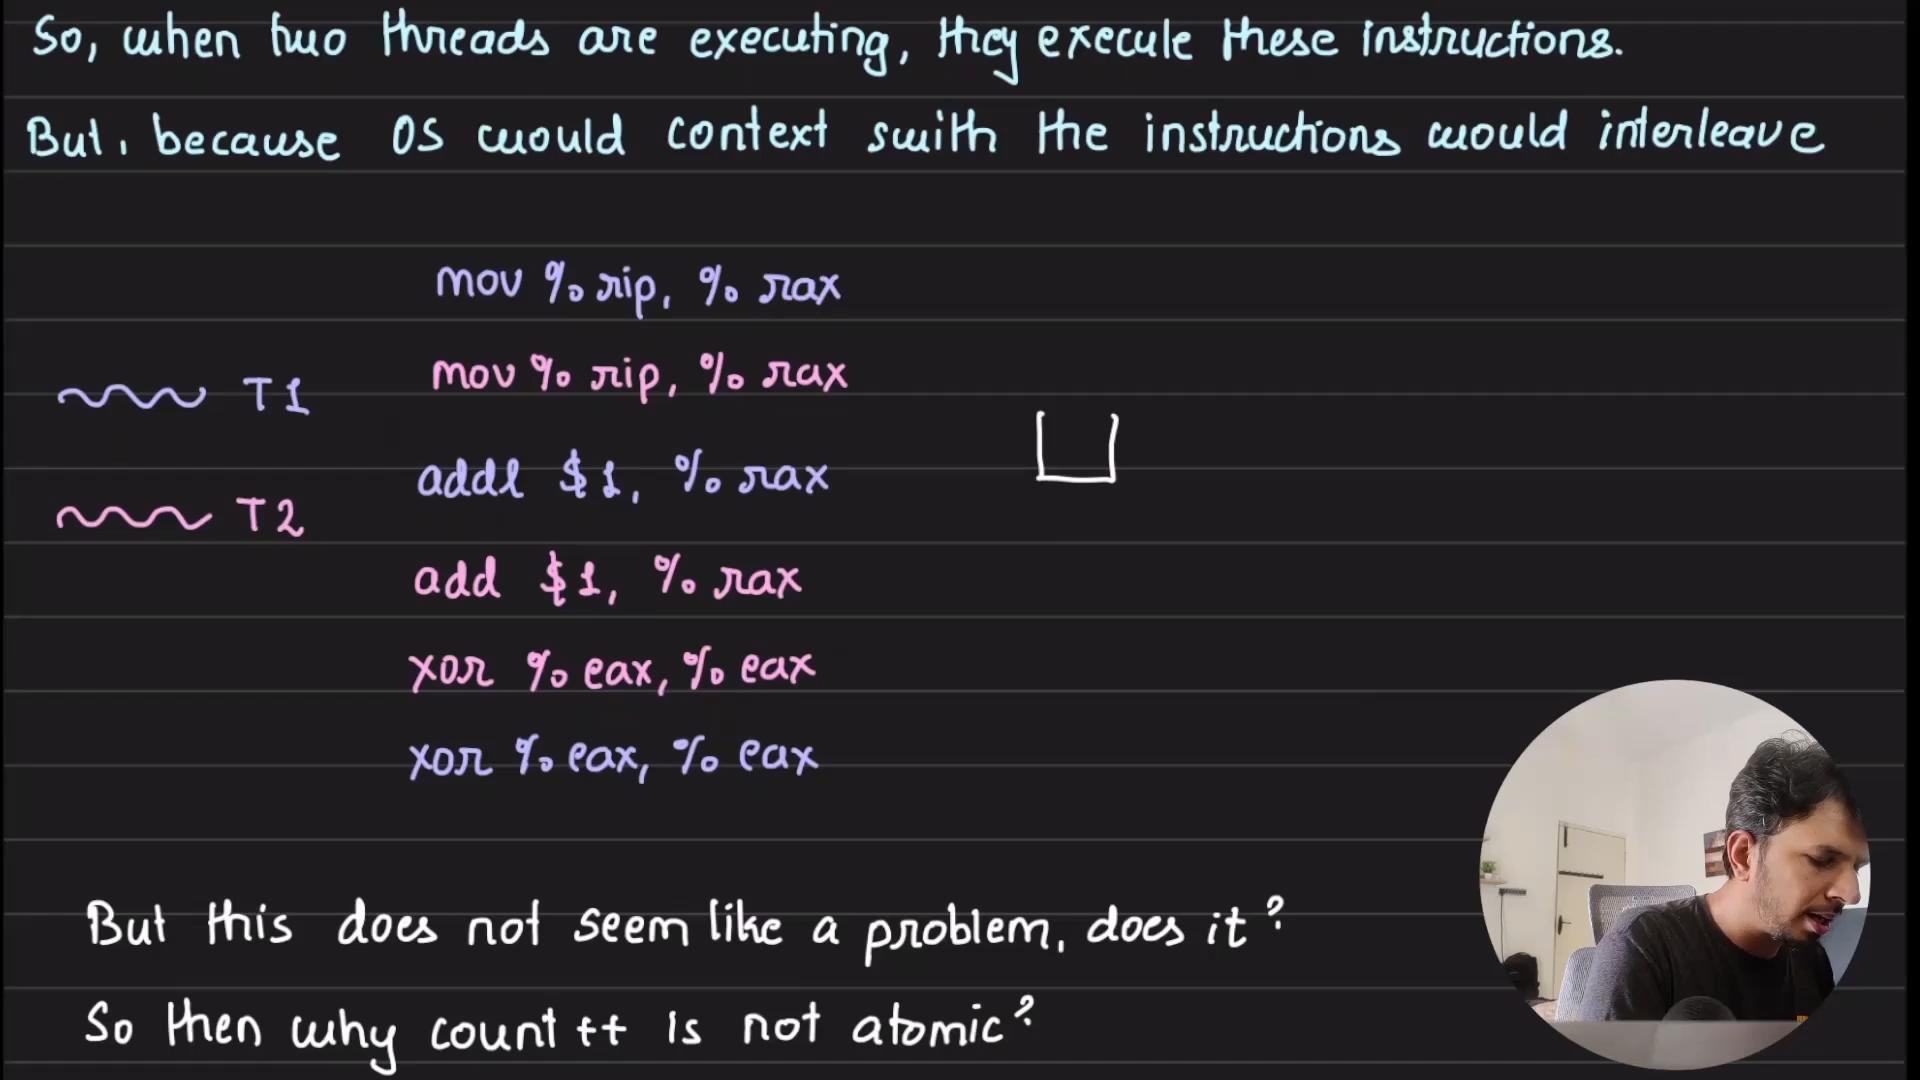 So, when two threads are executing, they execule these instructions.
But, because OS would context swith the instructions would interleave
mov % rip, % rax
mov % rip, % rax
T1
addl $1, % rax
T2
add $1, % rax
xor % eax, % eax
xor % eax, % eax
But this does not seem like a problem, does it?
So then why count++ is not atomic?